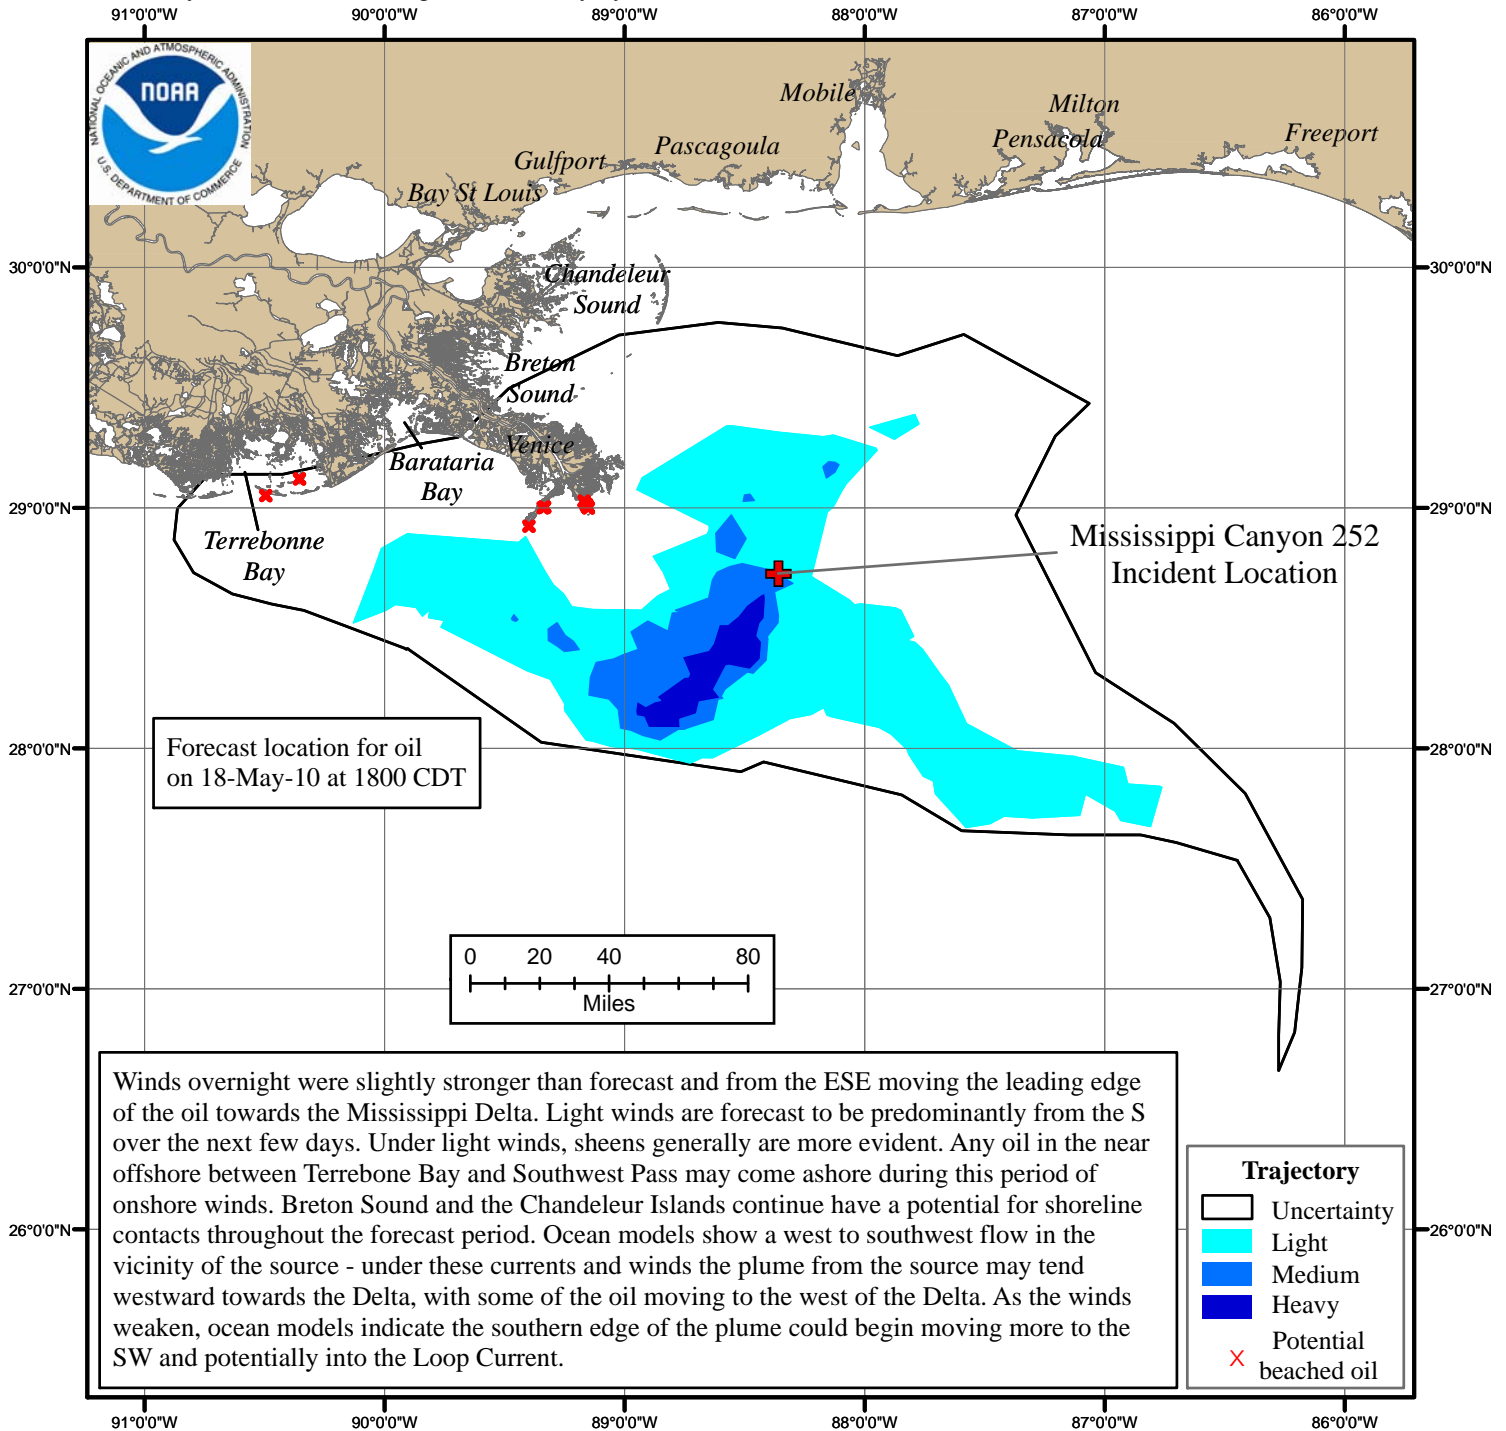 91°0'0"W
90°0'0"W
89°0'0"W
88°0'0"W
87°0'0"W
86°0'0"W
NATIONAL OCEANIC AND ATMOSPHERIC ADMINISTRATION
NOAA
U.S. DEPARTMENT OF COMMERCE
Mobile
Milton
Pensacola
Freeport
Pascagoula
Gulfport
Bay St Louis
30°0'0"N
30°0'0"N
Chandeleur
Sound
Breton
Sound
Venice
Barataria
Bay
29°0'0"N
29°0'0"N
Terrebonne
Bay
Mississippi Canyon 252
Incident Location
28°0'0"N
28°0'0"N
Forecast location for oil
on 18-May-10 at 1800 CDT
0 20 40 80
Miles
27°0'0"N
27°0'0"N
Winds overnight were slightly stronger than forecast and from the ESE moving the leading edge
of the oil towards the Mississippi Delta. Light winds are forecast to be predominantly from the S
over the next few days. Under light winds, sheens generally are more evident. Any oil in the near
offshore between Terrebone Bay and Southwest Pass may come ashore during this period of
onshore winds. Breton Sound and the Chandeleur Islands continue have a potential for shoreline
contacts throughout the forecast period. Ocean models show a west to southwest flow in the
vicinity of the source - under these currents and winds the plume from the source may tend
westward towards the Delta, with some of the oil moving to the west of the Delta. As the winds
weaken, ocean models indicate the southern edge of the plume could begin moving more to the
SW and potentially into the Loop Current.
26°0'0"N
26°0'0"N
Trajectory
Uncertainty
Light
Medium
Heavy
X Potential
beached oil
91°0'0"W
90°0'0"W
89°0'0"W
88°0'0"W
87°0'0"W
86°0'0"W